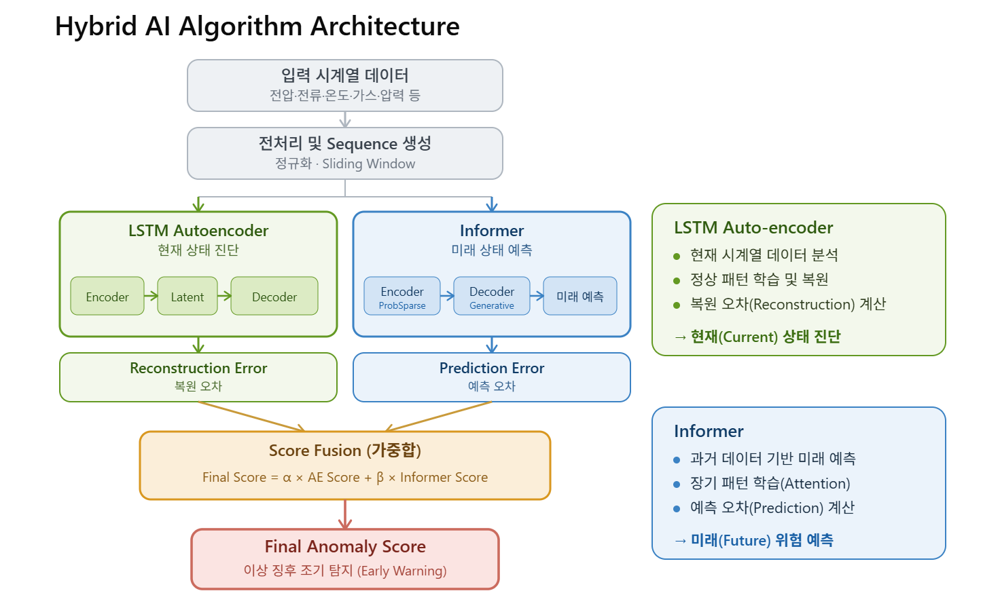 Hybrid AI Algorithm Architecture
입력 시계열 데이터
전압·전류·온도·가스·압력 등
전처리 및 Sequence 생성
정규화 · Sliding Window
LSTM Autoencoder
현재 상태 진단
Encoder
Latent
Decoder
Informer
미래 상태 예측
Encoder
ProbSparse
Decoder
Generative
미래 예측
Reconstruction Error
복원 오차
Prediction Error
예측 오차
Score Fusion (가중합)
Final Score = α × AE Score + β × Informer Score
Final Anomaly Score
이상 징후 조기 탐지 (Early Warning)
LSTM Auto-encoder
● 현재 시계열 데이터 분석
● 정상 패턴 학습 및 복원
● 복원 오차(Reconstruction) 계산
→ 현재(Current) 상태 진단
Informer
● 과거 데이터 기반 미래 예측
● 장기 패턴 학습(Attention)
● 예측 오차(Prediction) 계산
→ 미래(Future) 위험 예측